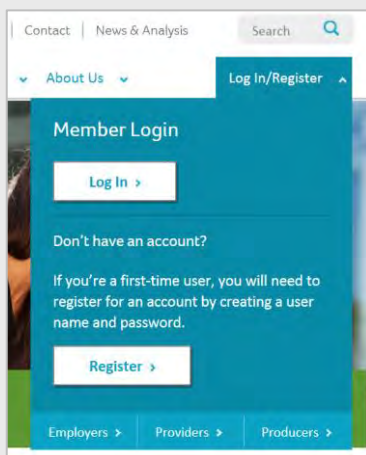 Contact | News & Analysis Search
About Us Log In/Register
Member Login
Log In >
Don't have an account?
If you're a first-time user, you will need to
register for an account by creating a user
name and password.
Register >
Employers > Providers > Producers >